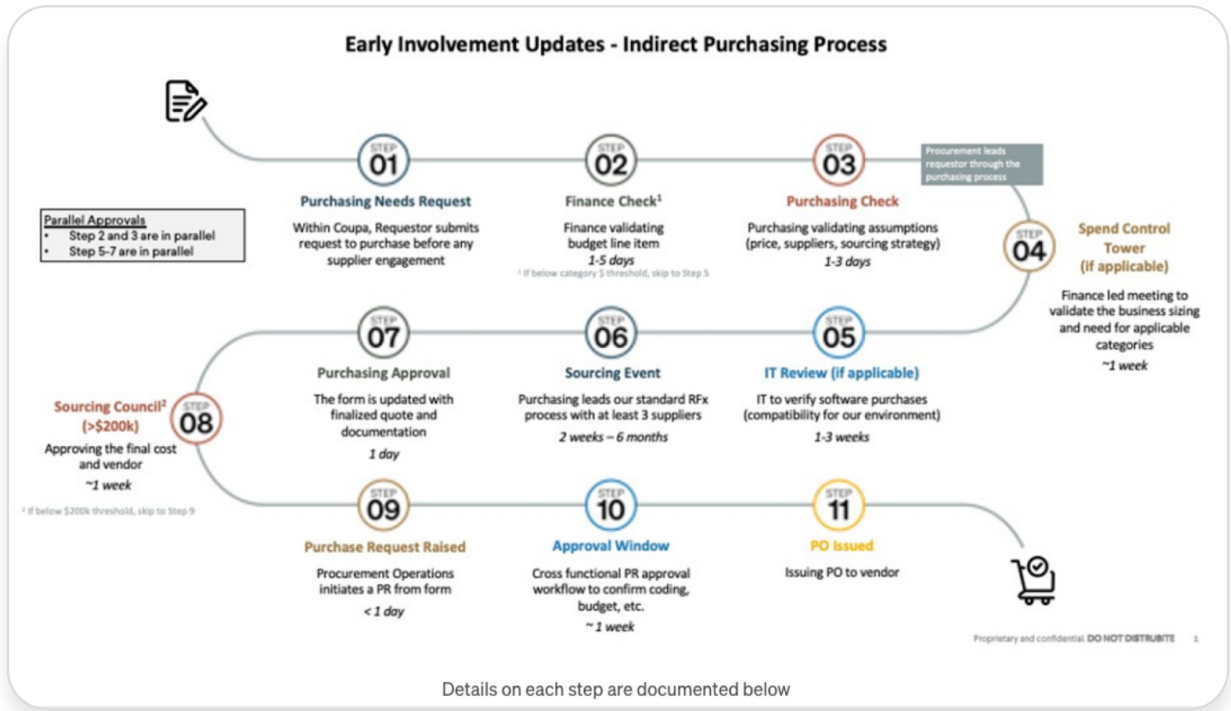 Early Involvement Updates - Indirect Purchasing Process
STEP
01
Purchasing Needs Request
Within Coupa, Requestor submits
request to purchase before any
supplier engagement
STEP
02
Finance Check¹
Finance validating
budget line item
1-5 days
¹ If below category $ threshold, skip to Step 5
STEP
03
Purchasing Check
Purchasing validating assumptions
(price, suppliers, sourcing strategy)
1-3 days
Procurement leads
requestor through the
purchasing process
Parallel Approvals
• Step 2 and 3 are in parallel
• Step 5-7 are in parallel
STEP
04
Spend Control
Tower
(if applicable)
Finance led meeting to
validate the business sizing
and need for applicable
categories
~1 week
STEP
05
IT Review (if applicable)
IT to verify software purchases
(compatibility for our environment)
1-3 weeks
STEP
06
Sourcing Event
Purchasing leads our standard RFx
process with at least 3 suppliers
2 weeks – 6 months
STEP
07
Purchasing Approval
The form is updated with
finalized quote and
documentation
1 day
STEP
08
Sourcing Council²
(>$200k)
Approving the final cost
and vendor
~1 week
² If below $200k threshold, skip to Step 9
STEP
09
Purchase Request Raised
Procurement Operations
initiates a PR from form
< 1 day
STEP
10
Approval Window
Cross functional PR approval
workflow to confirm coding,
budget, etc.
~ 1 week
STEP
11
PO Issued
Issuing PO to vendor
Proprietary and confidential. DO NOT DISTRUBITE 1
Details on each step are documented below